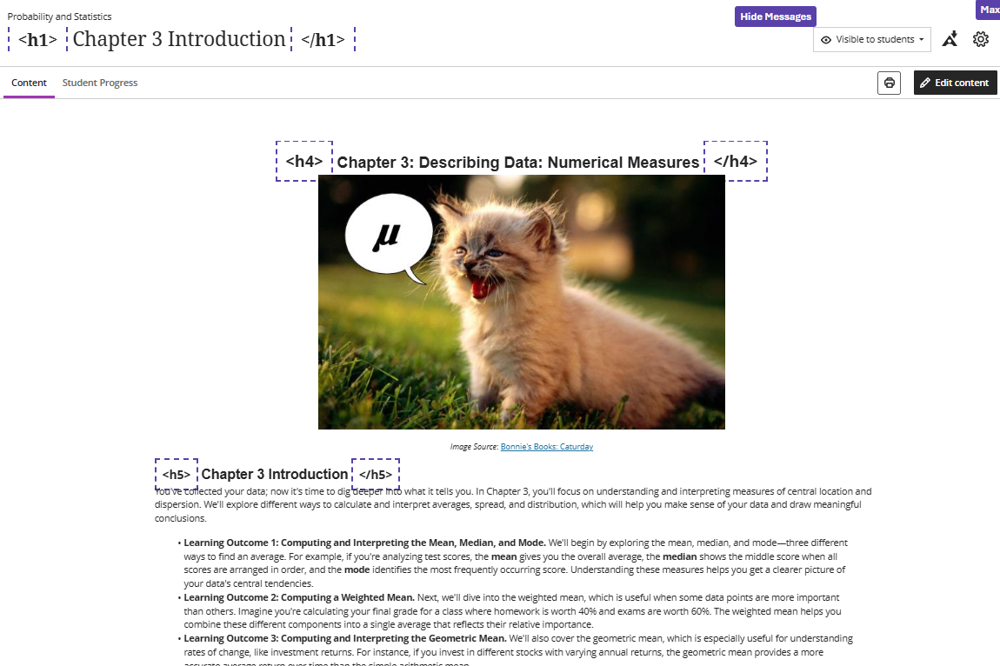 Probability and Statistics
Hide Messages
Max
<h1> Chapter 3 Introduction </h1>
Visible to students
Content
Student Progress
Edit content
<h4> Chapter 3: Describing Data: Numerical Measures </h4>
μ
Image Source: Bonnie's Books: Caturday
<h5> Chapter 3 Introduction </h5>
You've collected your data; now it's time to dig deeper into what it tells you. In Chapter 3, you'll focus on understanding and interpreting measures of central location and
dispersion. We'll explore different ways to calculate and interpret averages, spread, and distribution, which will help you make sense of your data and draw meaningful
conclusions.
• Learning Outcome 1: Computing and Interpreting the Mean, Median, and Mode. We'll begin by exploring the mean, median, and mode—three different
ways to find an average. For example, if you're analyzing test scores, the mean gives you the overall average, the median shows the middle score when all
scores are arranged in order, and the mode identifies the most frequently occurring score. Understanding these measures helps you get a clearer picture of
your data's central tendencies.
• Learning Outcome 2: Computing a Weighted Mean. Next, we'll dive into the weighted mean, which is useful when some data points are more important
than others. Imagine you're calculating your final grade for a class where homework is worth 40% and exams are worth 60%. The weighted mean helps you
combine these different components into a single average that reflects their relative importance.
• Learning Outcome 3: Computing and Interpreting the Geometric Mean. We'll also cover the geometric mean, which is especially useful for understanding
rates of change, like investment returns. For instance, if you invest in different stocks with varying annual returns, the geometric mean provides a more
accurate average return over time than the simple arithmetic mean.